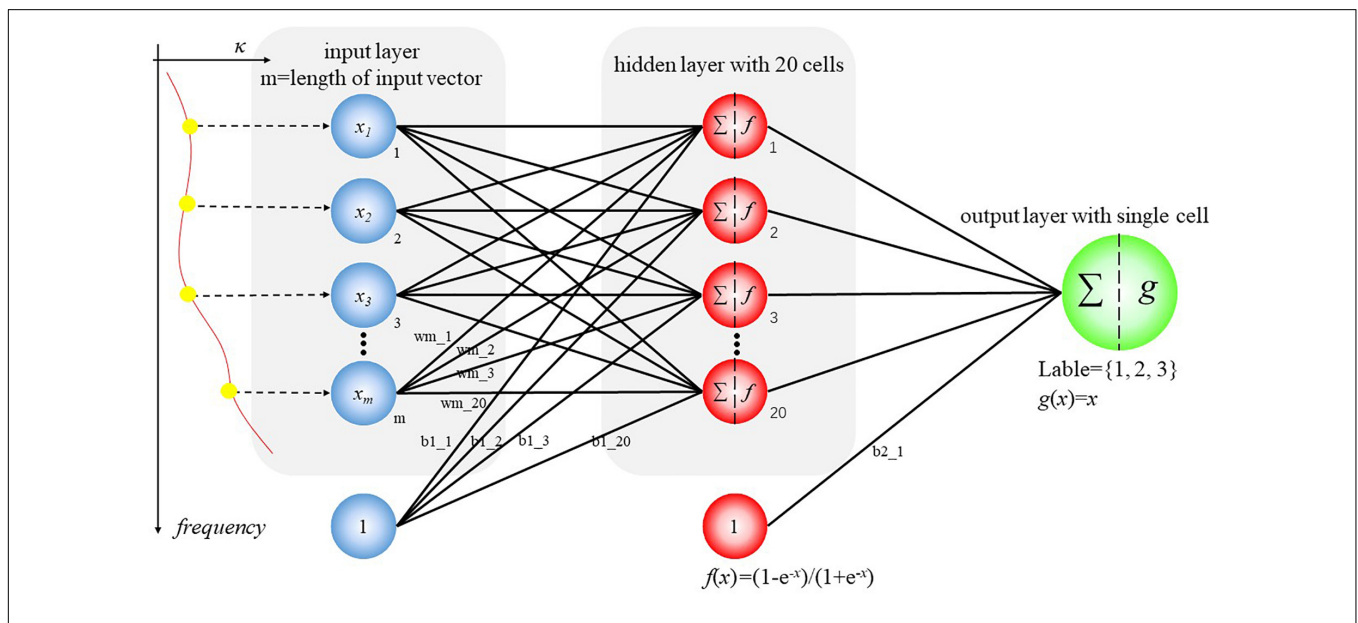 κ
input layer
m=length of input vector
hidden layer with 20 cells
x1
1
Σ f
1
x2
2
Σ f
2
output layer with single cell
x3
3
Σ f
3
Σ g
wm_1
wm_2
wm_3
wm_20
xm
m
Σ f
20
Lable={1, 2, 3}
g(x)=x
b1_1
b1_2
b1_3
b1_20
b2_1
frequency
1
1
f(x)=(1-e^-x)/(1+e^-x)